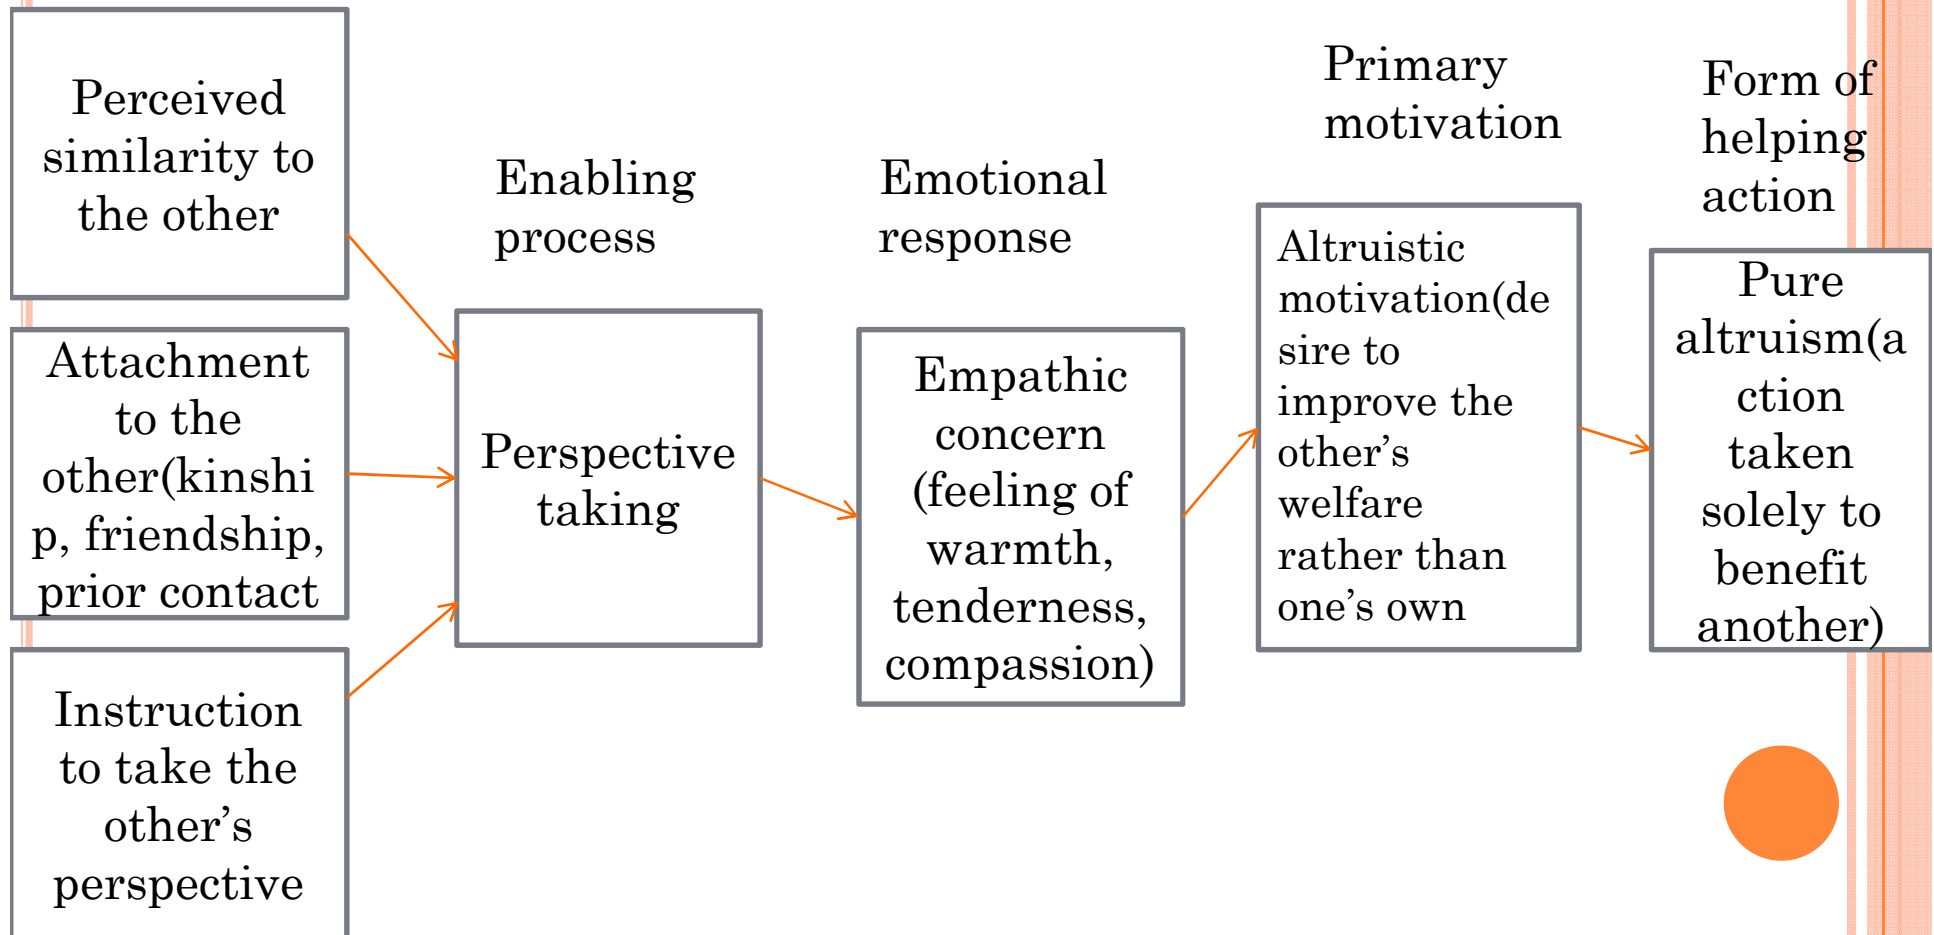 Perceived
similarity to
the other
Attachment
to the
other(kinshi
p, friendship,
prior contact
Instruction
to take the
other's
perspective
Enabling
process
Perspective
taking
Emotional
response
Empathic
concern
(feeling of
warmth,
tenderness,
compassion)
Primary
motivation
Altruistic
motivation(de
sire to
improve the
other's
welfare
rather than
one's own
Form of
helping
action
Pure
altruism(a
ction
taken
solely to
benefit
another)